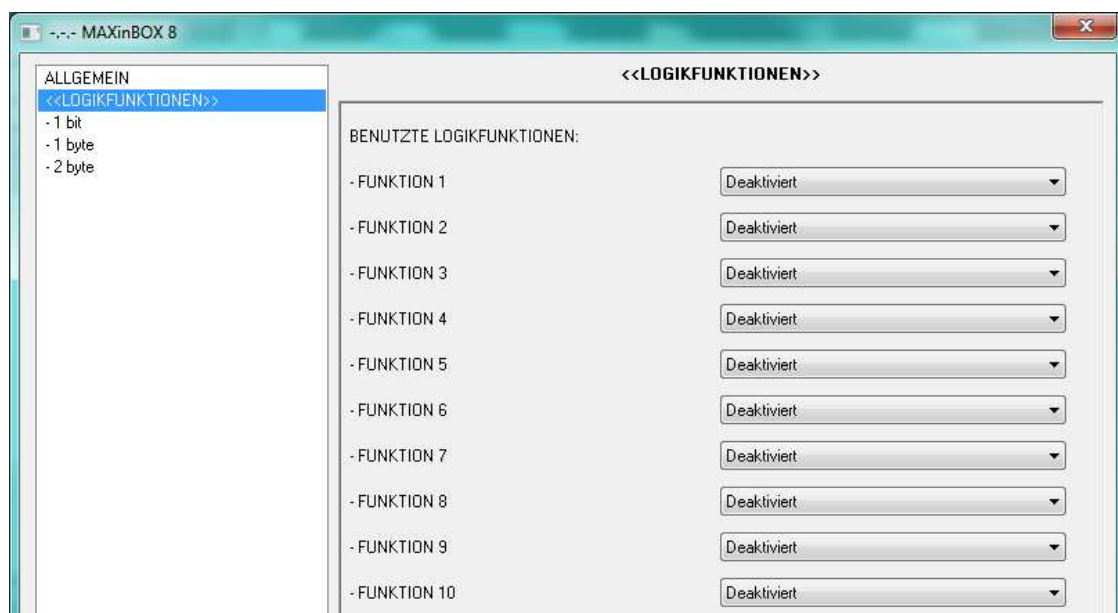 -.-.- MAXinBOX 8
ALLGEMEIN
<<LOGIKFUNKTIONEN>>
- 1 bit
- 1 byte
- 2 byte
<<LOGIKFUNKTIONEN>>
BENUTZTE LOGIKFUNKTIONEN:
- FUNKTION 1 Deaktiviert
- FUNKTION 2 Deaktiviert
- FUNKTION 3 Deaktiviert
- FUNKTION 4 Deaktiviert
- FUNKTION 5 Deaktiviert
- FUNKTION 6 Deaktiviert
- FUNKTION 7 Deaktiviert
- FUNKTION 8 Deaktiviert
- FUNKTION 9 Deaktiviert
- FUNKTION 10 Deaktiviert